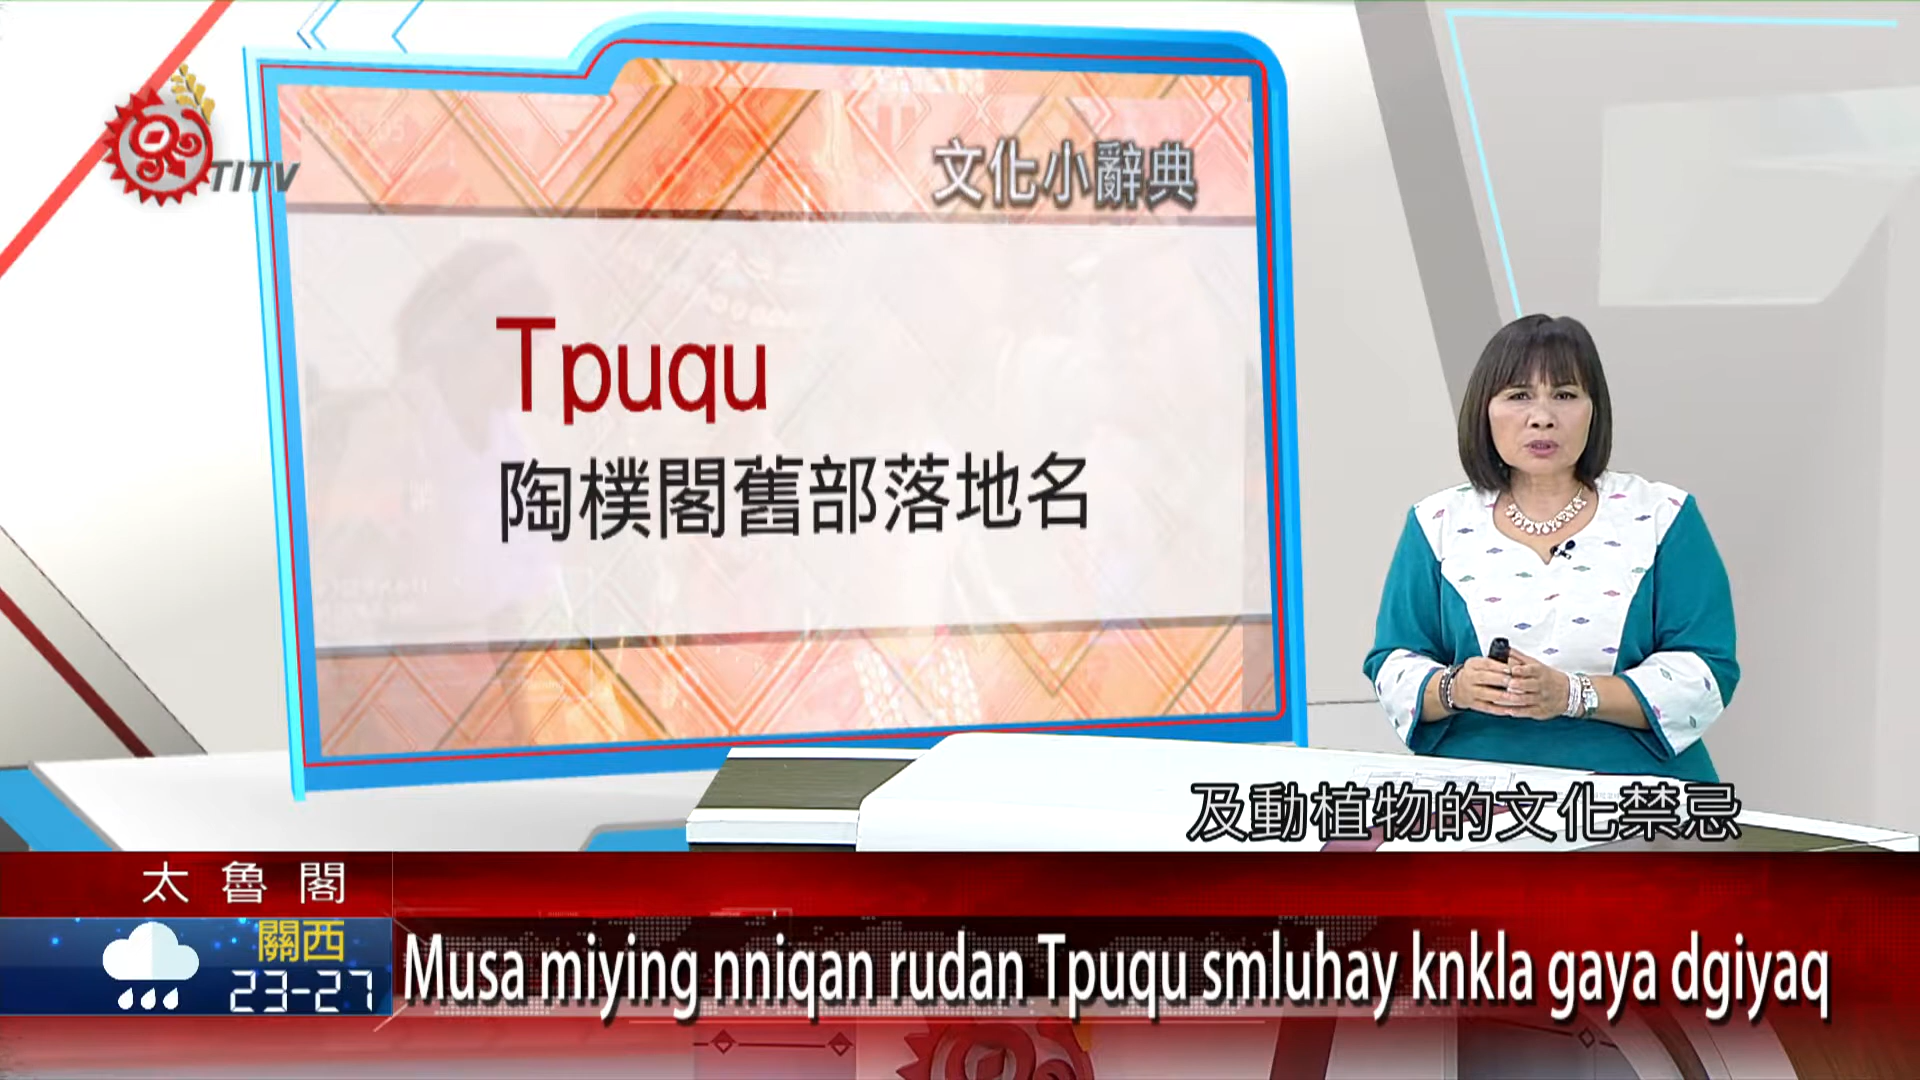 TITV
文化小辭典
Tpuqu
陶樸閣舊部落地名
及動植物的文化禁忌
太魯閣
關西
23-27
Musa miying nniqan rudan Tpuqu smluhay knkla gaya dgiyaq